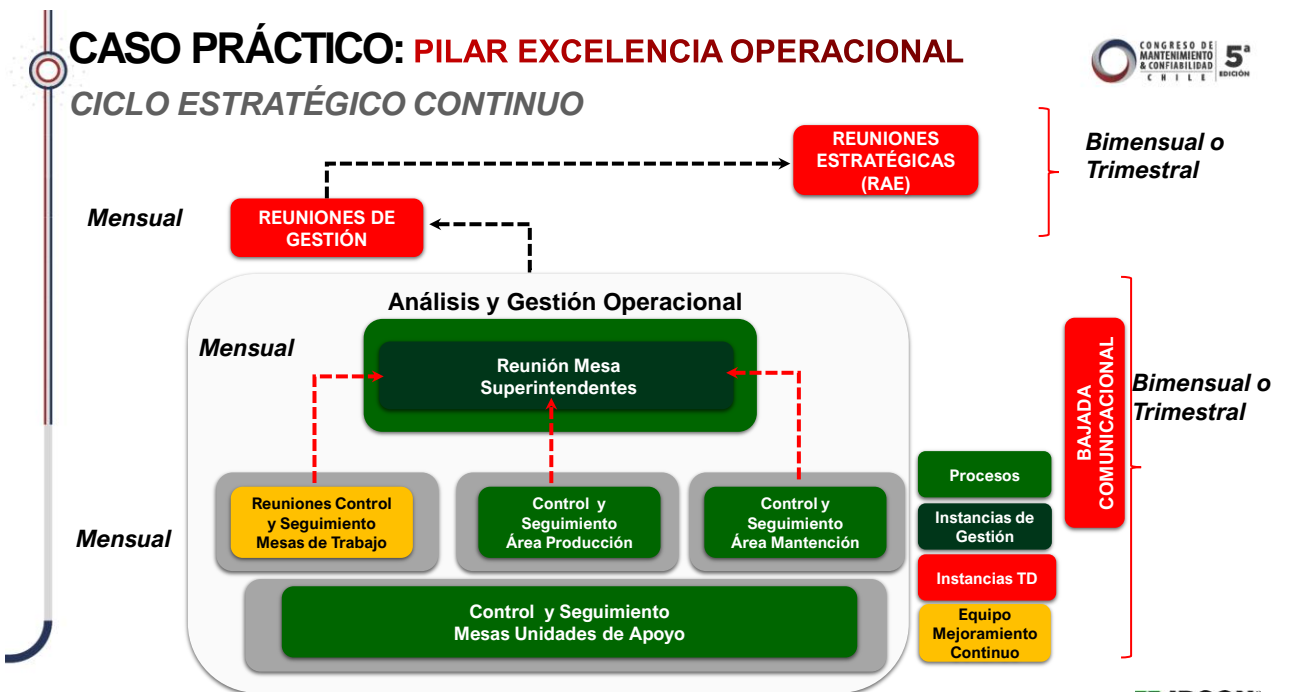 CASO PRÁCTICO: PILAR EXCELENCIA OPERACIONAL
CONGRESO DE
MANTENIMIENTO
& CONFIABILIDAD
CHILE
5ª
EDICIÓN
CICLO ESTRATÉGICO CONTINUO
REUNIONES
ESTRATÉGICAS
(RAE)
Bimensual o
Trimestral
Mensual
REUNIONES DE
GESTIÓN
Análisis y Gestión Operacional
Mensual
Reunión Mesa
Superintendentes
BAJADA
COMUNICACIONAL
Bimensual o
Trimestral
Mensual
Reuniones Control
y Seguimiento
Mesas de Trabajo
Control y
Seguimiento
Área Producción
Control y
Seguimiento
Área Mantención
Procesos
Instancias de
Gestión
Instancias TD
Equipo
Mejoramiento
Continuo
Control y Seguimiento
Mesas Unidades de Apoyo